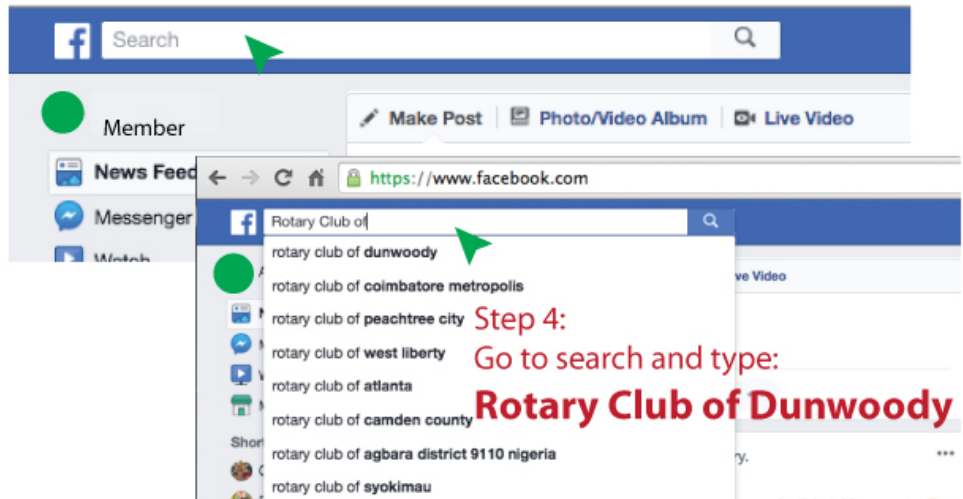 f Search
Member
Make Post Photo/Video Album Live Video
News Feed
Messenger
Watch
https://www.facebook.com
f Rotary Club of
rotary club of dunwoody
ve Video
rotary club of coimbatore metropolis
rotary club of peachtree city
rotary club of west liberty
rotary club of atlanta
rotary club of camden county
Shor
rotary club of agbara district 9110 nigeria
ry.
rotary club of syokimau
Step 4:
Go to search and type:
Rotary Club of Dunwoody